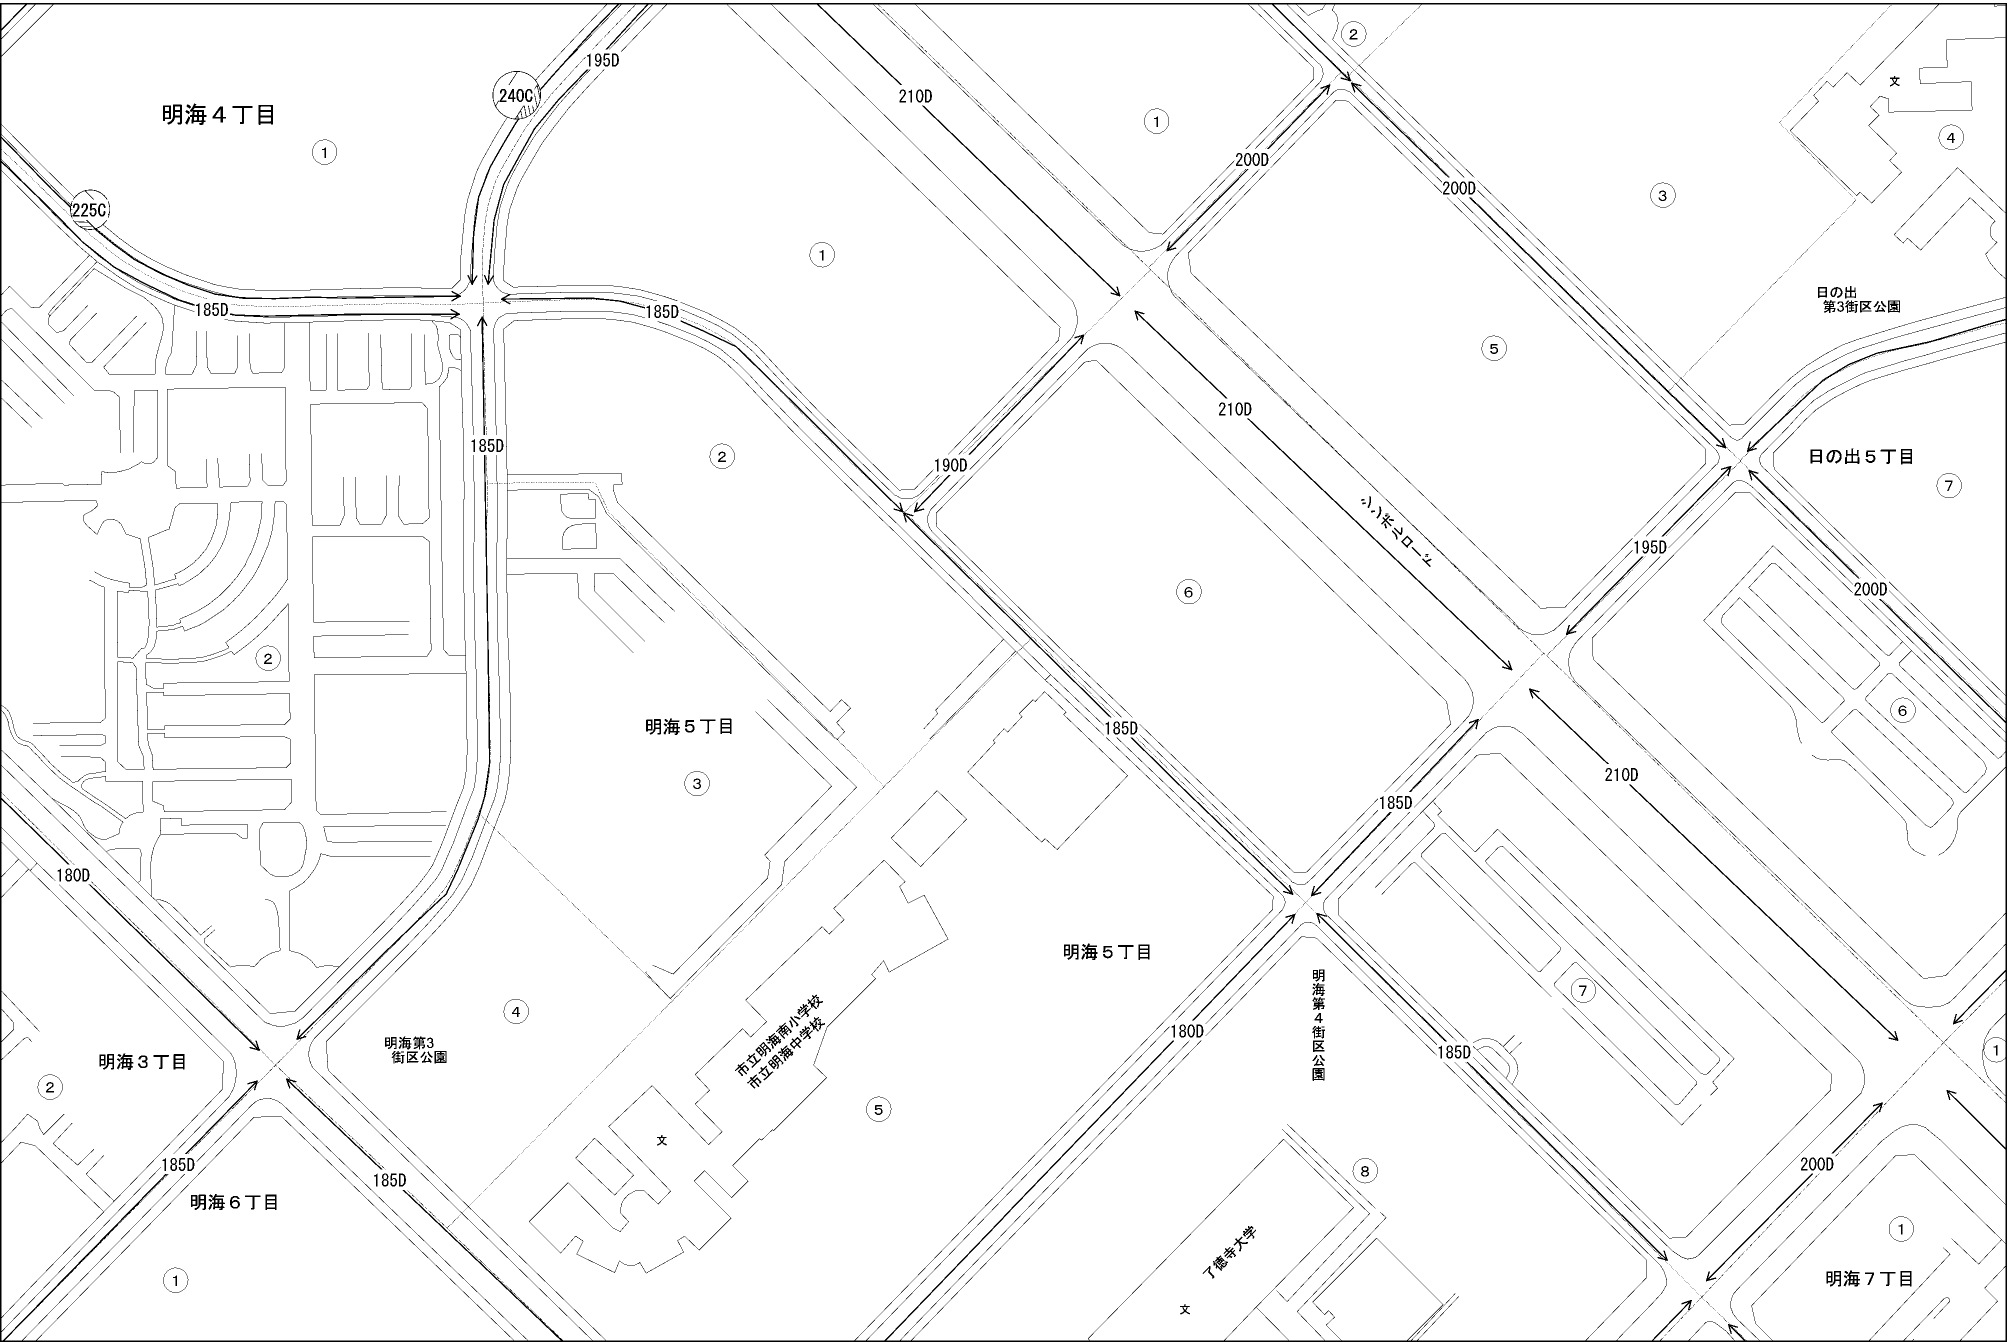 195D
2
240C
210D
文
明海４丁目
1
1
4
1
200D
200D
3
225C
1
日の出
第3街区公園
185D
185D
5
210D
185D
2
190D
日の出５丁目
7
シンボルロード
195D
200D
6
2
明海５丁目
185D
6
3
210D
185D
180D
明海５丁目
明海第４街区公園
7
4
市立明海南小学校
市立明海中学校
180D
明海第3
街区公園
185D
1
明海３丁目
2
5
文
185D
185D
8
200D
明海６丁目
1
了徳寺大学
文
1
明海７丁目